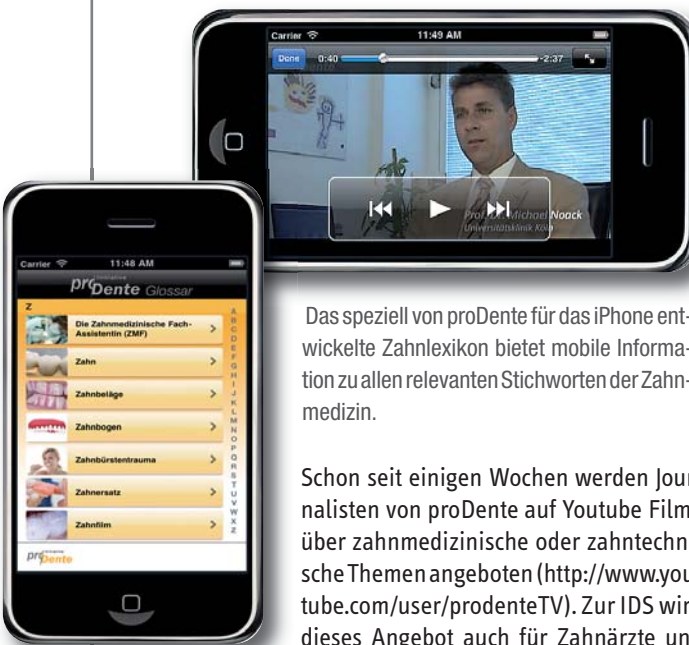 Carrier 11:49 AM
Done 0:40 -2:37
Prof. Dr. Michael Noack
Universitätsklinik Köln
Carrier 11:48 AM
initiative
proDente Glossar
Z
Die Zahnmedizinische Fach-
Assistentin (ZMF)
Zahn
Zahnbeläge
Zahnbogen
Zahnbürstentrauma
Zahnersatz
Zahnfilm
A
B
C
D
E
F
G
H
I
J
K
L
M
N
O
P
Q
R
S
T
U
V
W
X
Z
initiative
proDente
Das speziell von proDente für das iPhone ent-
wickelte Zahnlexikon bietet mobile Informa-
tion zu allen relevanten Stichworten der Zahn-
medizin.
Schon seit einigen Wochen werden Jour
nalisten von proDente auf Youtube Film
über zahnmedizinische oder zahntechn
sche Themen angeboten (http://www.you
tube.com/user/prodenteTV). Zur IDS wir
dieses Angebot auch für Zahnärzte un